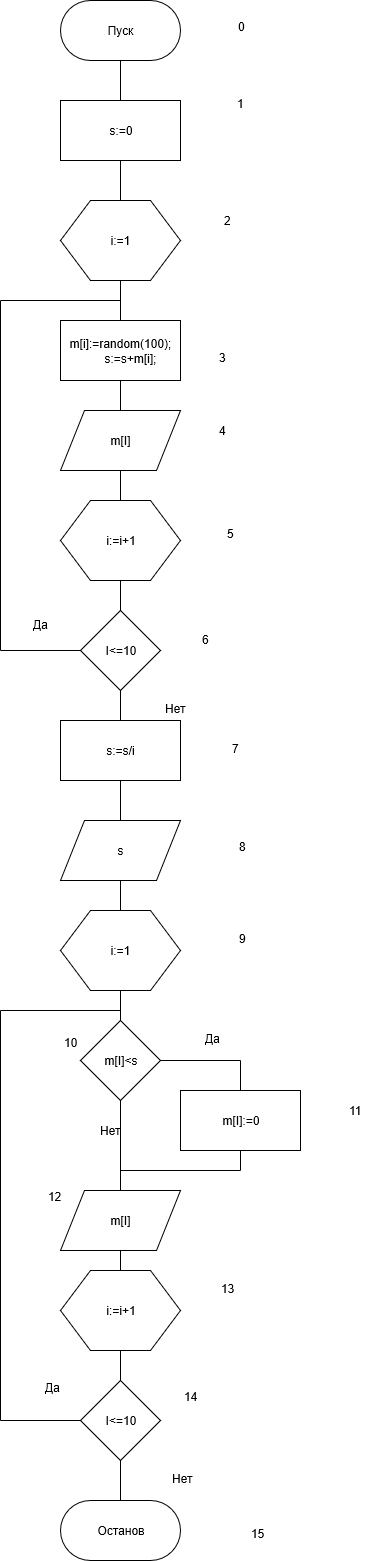 Пуск
0
s:=0
1
i:=1
2
m[i]:=random(100);
s:=s+m[i];
3
m[I]
4
i:=i+1
5
Да
I<=10
6
Нет
s:=s/i
7
s
8
i:=1
9
10
m[I]<s
Да
m[I]:=0
11
Нет
12
m[I]
i:=i+1
13
Да
I<=10
14
Нет
Останов
15